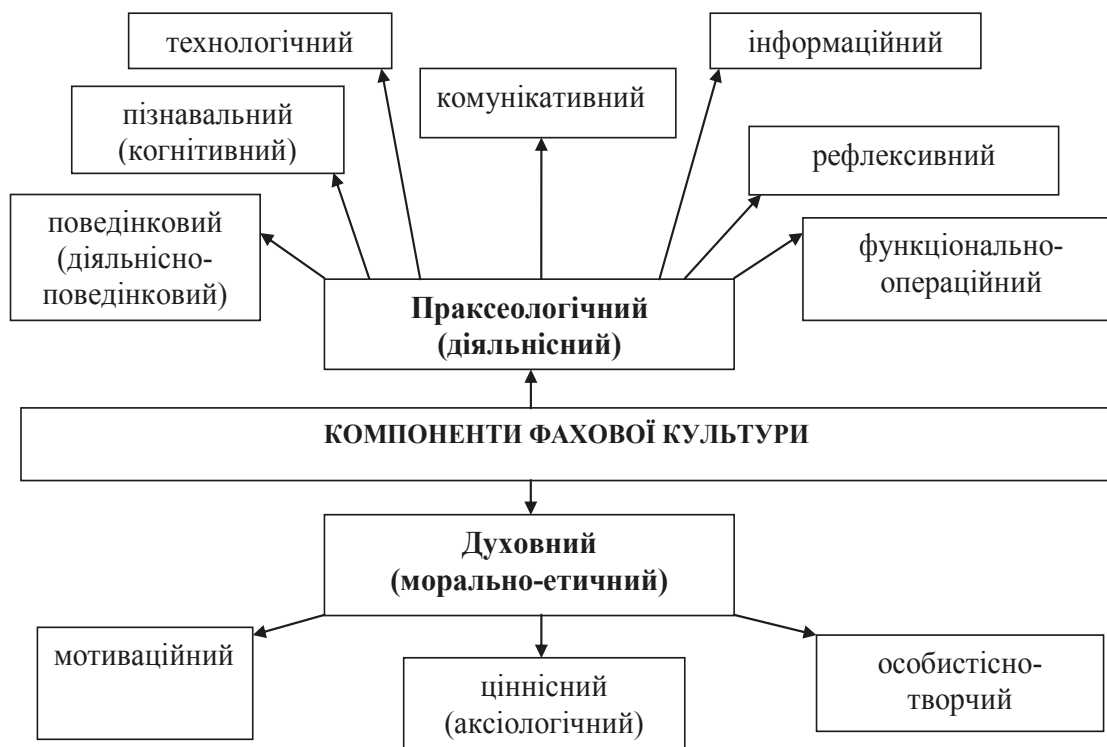 технологічний
інформаційний
комунікативний
пізнавальний
(когнітивний)
рефлексивний
поведінковий
(діяльнісно-
поведінковий)
функціонально-
операційний
Праксеологічний
(діяльнісний)
КОМПОНЕНТИ ФАХОВОЇ КУЛЬТУРИ
Духовний
(морально-етичний)
мотиваційний
ціннісний
(аксіологічний)
особистісно-
творчий